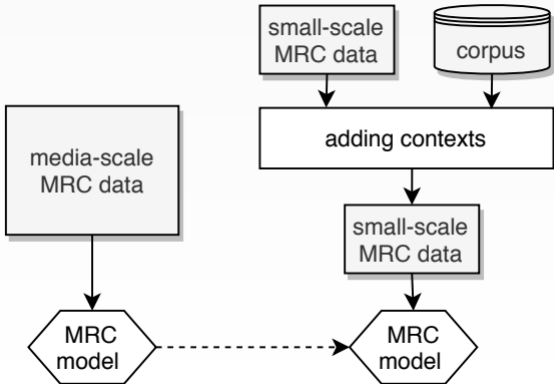 small-scale
MRC data
corpus
adding contexts
media-scale
MRC data
small-scale
MRC data
MRC
model
MRC
model